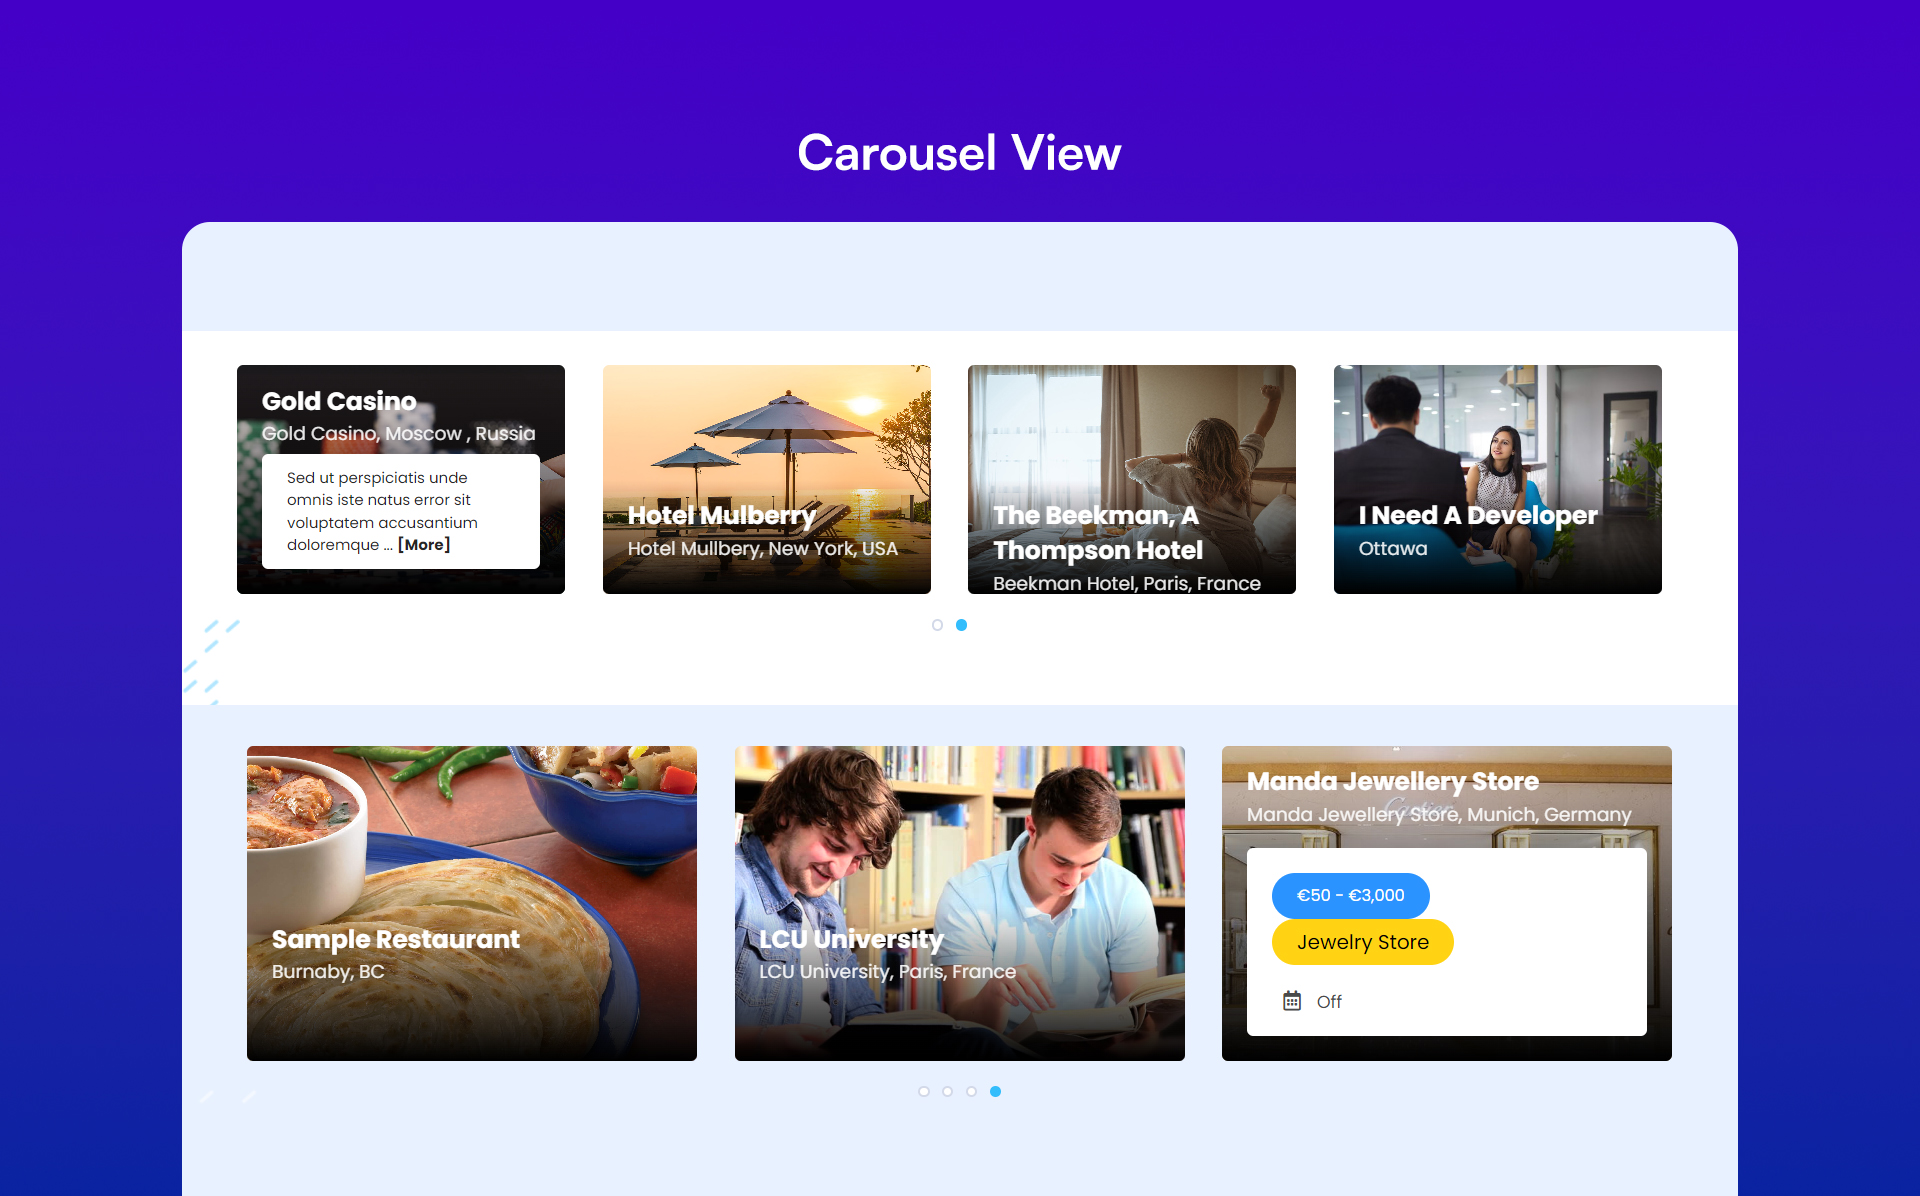 Carousel View
Gold Casino
Gold Casino, Moscow , Russia
Sed ut perspiciatis unde
omnis iste natus error sit
voluptatem accusantium
doloremque ... [More]
Hotel Mulberry
Hotel Mullbery, New York, USA
The Beekman, A
Thompson Hotel
Beekman Hotel, Paris, France
I Need A Developer
Ottawa
Sample Restaurant
Burnaby, BC
LCU University
LCU University, Paris, France
Manda Jewellery Store
Cartier
Manda Jewellery Store, Munich, Germany
€50 - €3,000
Jewelry Store
Off